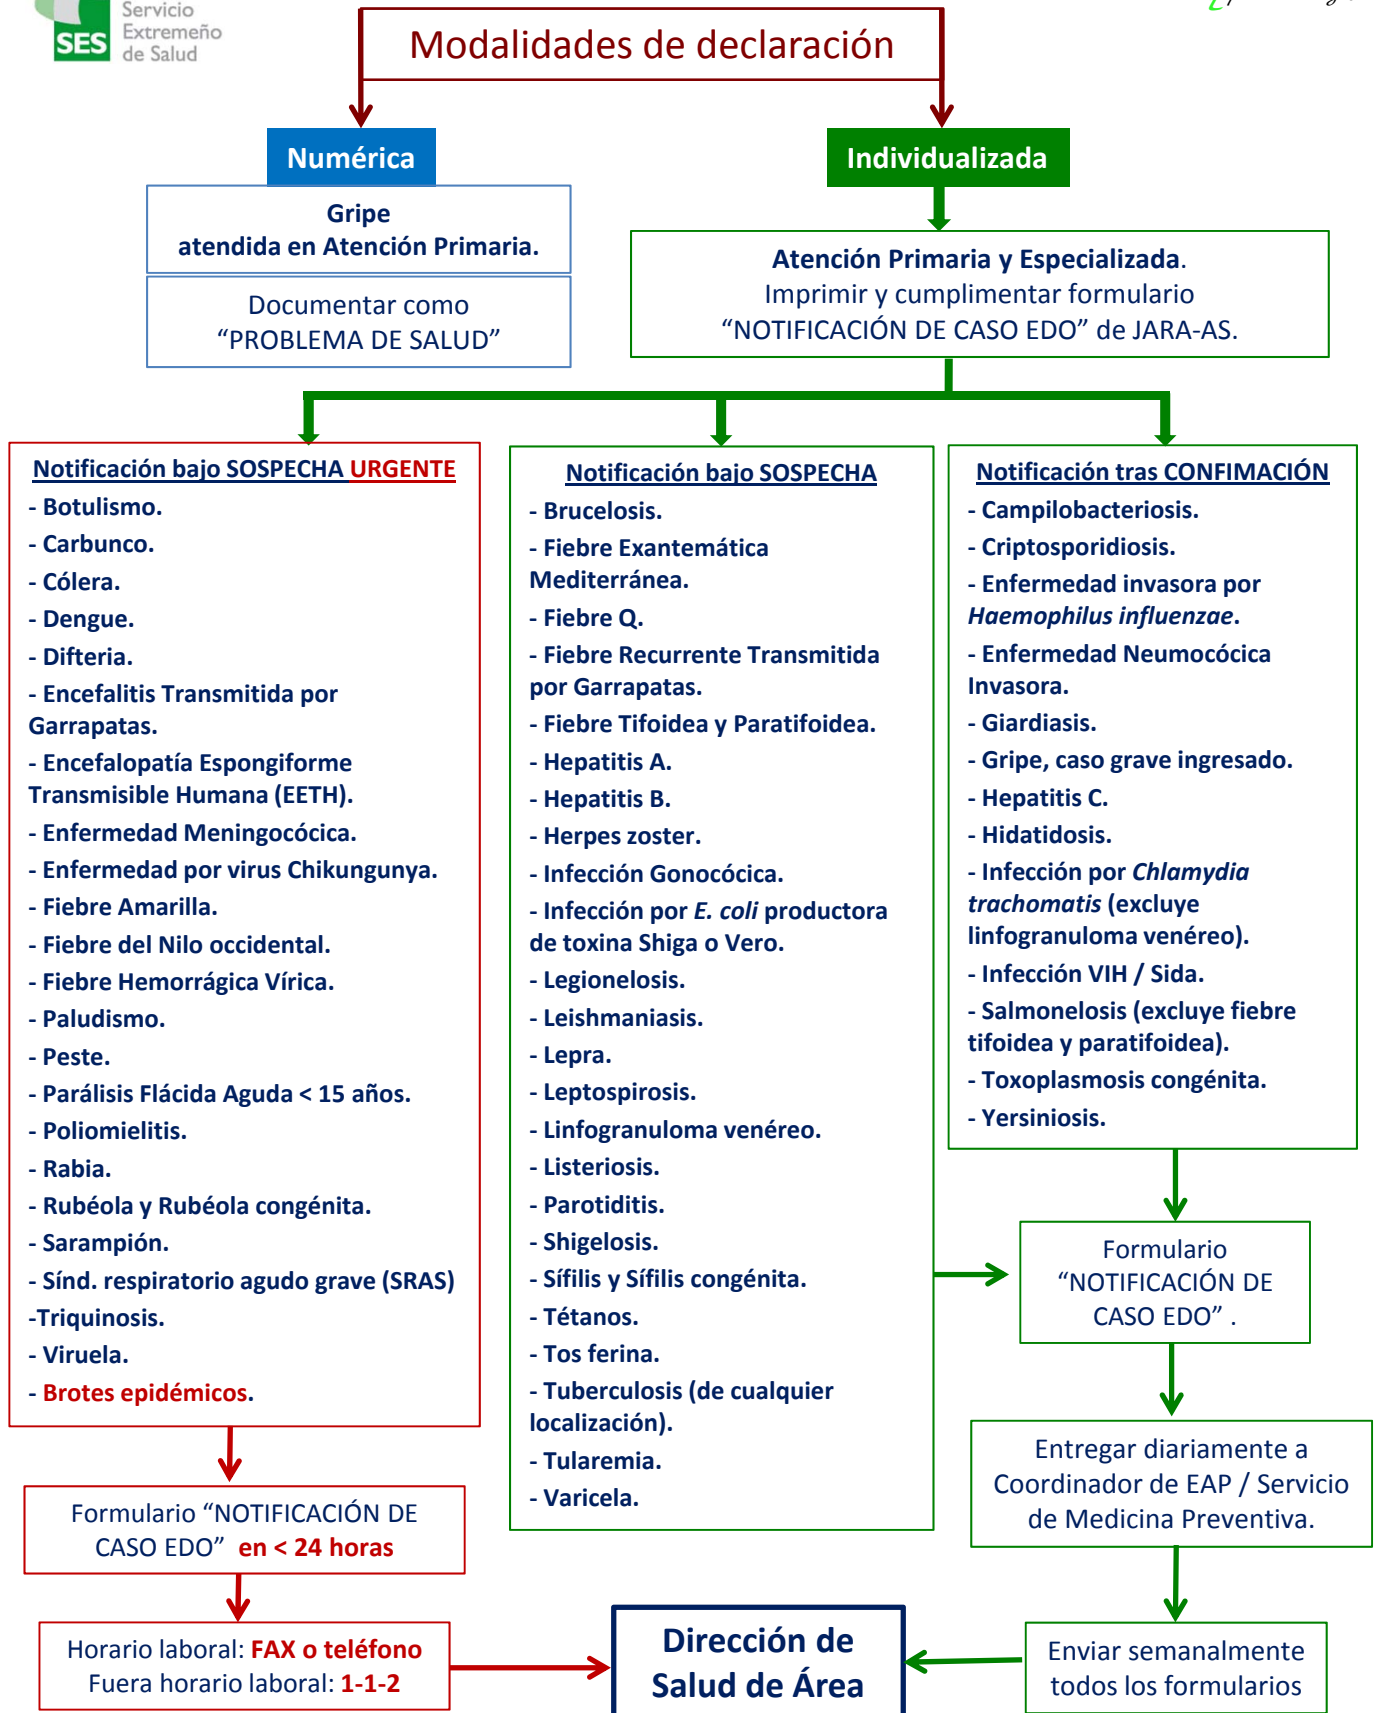 Servicio
Extremeño
de Salud
SES
Modalidades de declaración
Numérica
Gripe
atendida en Atención Primaria.
Documentar como
“PROBLEMA DE SALUD”
Individualizada
Atención Primaria y Especializada.
Imprimir y cumplimentar formulario
“NOTIFICACIÓN DE CASO EDO” de JARA-AS.
Notificación bajo SOSPECHA URGENTE
- Botulismo.
- Carbunco.
- Cólera.
- Dengue.
- Difteria.
- Encefalitis Transmitida por
Garrapatas.
- Encefalopatía Espongiforme
Transmisible Humana (EETH).
- Enfermedad Meningocócica.
- Enfermedad por virus Chikungunya.
- Fiebre Amarilla.
- Fiebre del Nilo occidental.
- Fiebre Hemorrágica Vírica.
- Paludismo.
- Peste.
- Parálisis Flácida Aguda < 15 años.
- Poliomielitis.
- Rabia.
- Rubéola y Rubéola congénita.
- Sarampión.
- Sínd. respiratorio agudo grave (SRAS)
-Triquinosis.
- Viruela.
- Brotes epidémicos.
Formulario “NOTIFICACIÓN DE
CASO EDO” en < 24 horas
Horario laboral: FAX o teléfono
Fuera horario laboral: 1-1-2
Notificación bajo SOSPECHA
- Brucelosis.
- Fiebre Exantemática
Mediterránea.
- Fiebre Q.
- Fiebre Recurrente Transmitida
por Garrapatas.
- Fiebre Tifoidea y Paratifoidea.
- Hepatitis A.
- Hepatitis B.
- Herpes zoster.
- Infección Gonocócica.
- Infección por E. coli productora
de toxina Shiga o Vero.
- Legionelosis.
- Leishmaniasis.
- Lepra.
- Leptospirosis.
- Linfogranuloma venéreo.
- Listeriosis.
- Parotiditis.
- Shigelosis.
- Sífilis y Sífilis congénita.
- Tétanos.
- Tos ferina.
- Tuberculosis (de cualquier
localización).
- Tularemia.
- Varicela.
Notificación tras CONFIMACIÓN
- Campilobacteriosis.
- Criptosporidiosis.
- Enfermedad invasora por
Haemophilus influenzae.
- Enfermedad Neumocócica
Invasora.
- Giardiasis.
- Gripe, caso grave ingresado.
- Hepatitis C.
- Hidatidosis.
- Infección por Chlamydia
trachomatis (excluye
linfogranuloma venéreo).
- Infección VIH / Sida.
- Salmonelosis (excluye fiebre
tifoidea y paratifoidea).
- Toxoplasmosis congénita.
- Yersiniosis.
Formulario
“NOTIFICACIÓN DE
CASO EDO” .
Entregar diariamente a
Coordinador de EAP / Servicio
de Medicina Preventiva.
Enviar semanalmente
todos los formularios
Dirección de
Salud de Área